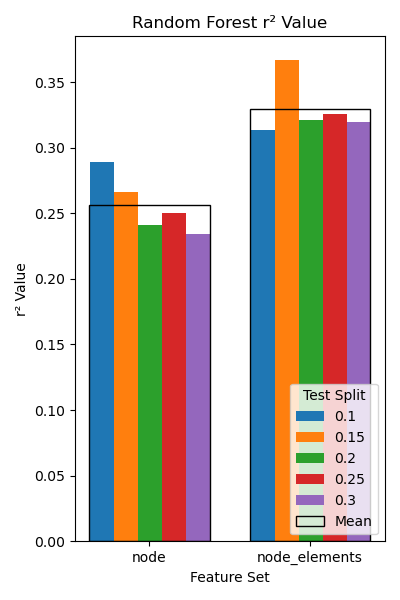 Random Forest r² Value
r² Value
0.35
0.30
0.25
0.20
0.15
0.10
0.05
0.00
Test Split
0.1
0.15
0.2
0.25
0.3
Mean
node
node_elements
Feature Set